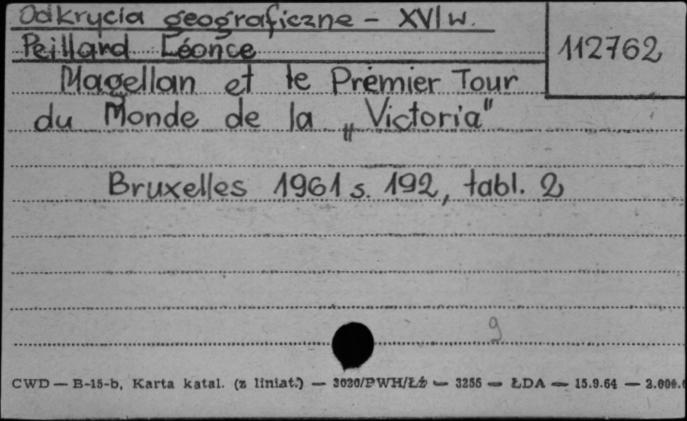 Odkrycia geograficzne - XVI w.
Peillard Léonce
112762
Magellan et le Prémier Tour
du Monde de la „Victoria"
Bruxelles 1961 s. 192, tabl. 2
9
CWD — B-15-b, Karta katal. (z liniat.) — 3020/PWH/Łż — 3255 — ŁDA — 15.9.64 — 2.000.